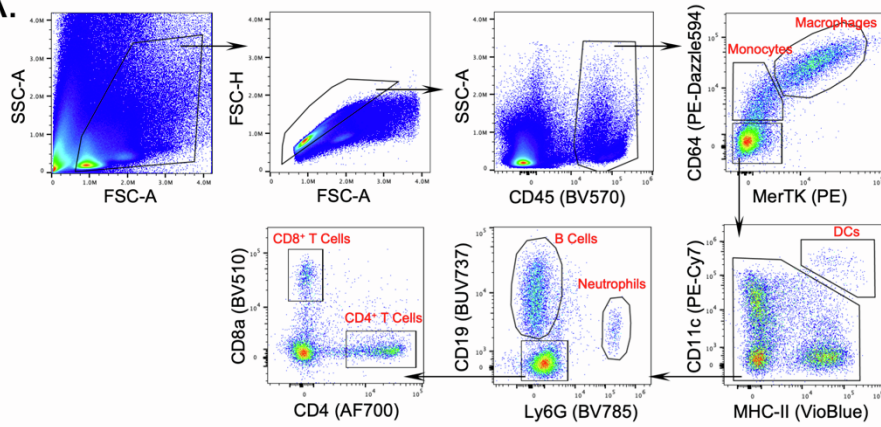 A.
SSC-A
4.0M
3.0M
2.0M
1.0M
0
0 1.0M 2.0M 3.0M 4.0M
FSC-A
FSC-H
4.0M
3.0M
2.0M
1.0M
0
0 1.0M 2.0M 3.0M 4.0M
FSC-A
SSC-A
4.0M
3.0M
2.0M
1.0M
0
0 10⁴ 10⁵ 10⁶
CD45 (BV570)
CD64 (PE-Dazzle594)
Macrophages
Monocytes
10⁵
10⁴
0
0 10⁴ 10⁵
MerTK (PE)
CD8a (BV510)
CD8⁺ T Cells
CD4⁺ T Cells
10⁵
10⁴
0
0 10⁴ 10⁵
CD4 (AF700)
CD19 (BUV737)
B Cells
Neutrophils
10⁵
10⁴
10³
0
0 10³ 10⁴ 10⁵ 10⁶
Ly6G (BV785)
CD11c (PE-Cy7)
DCs
10⁶
10⁵
10⁴
10³
0
0 10³ 10⁴ 10⁵
MHC-II (VioBlue)